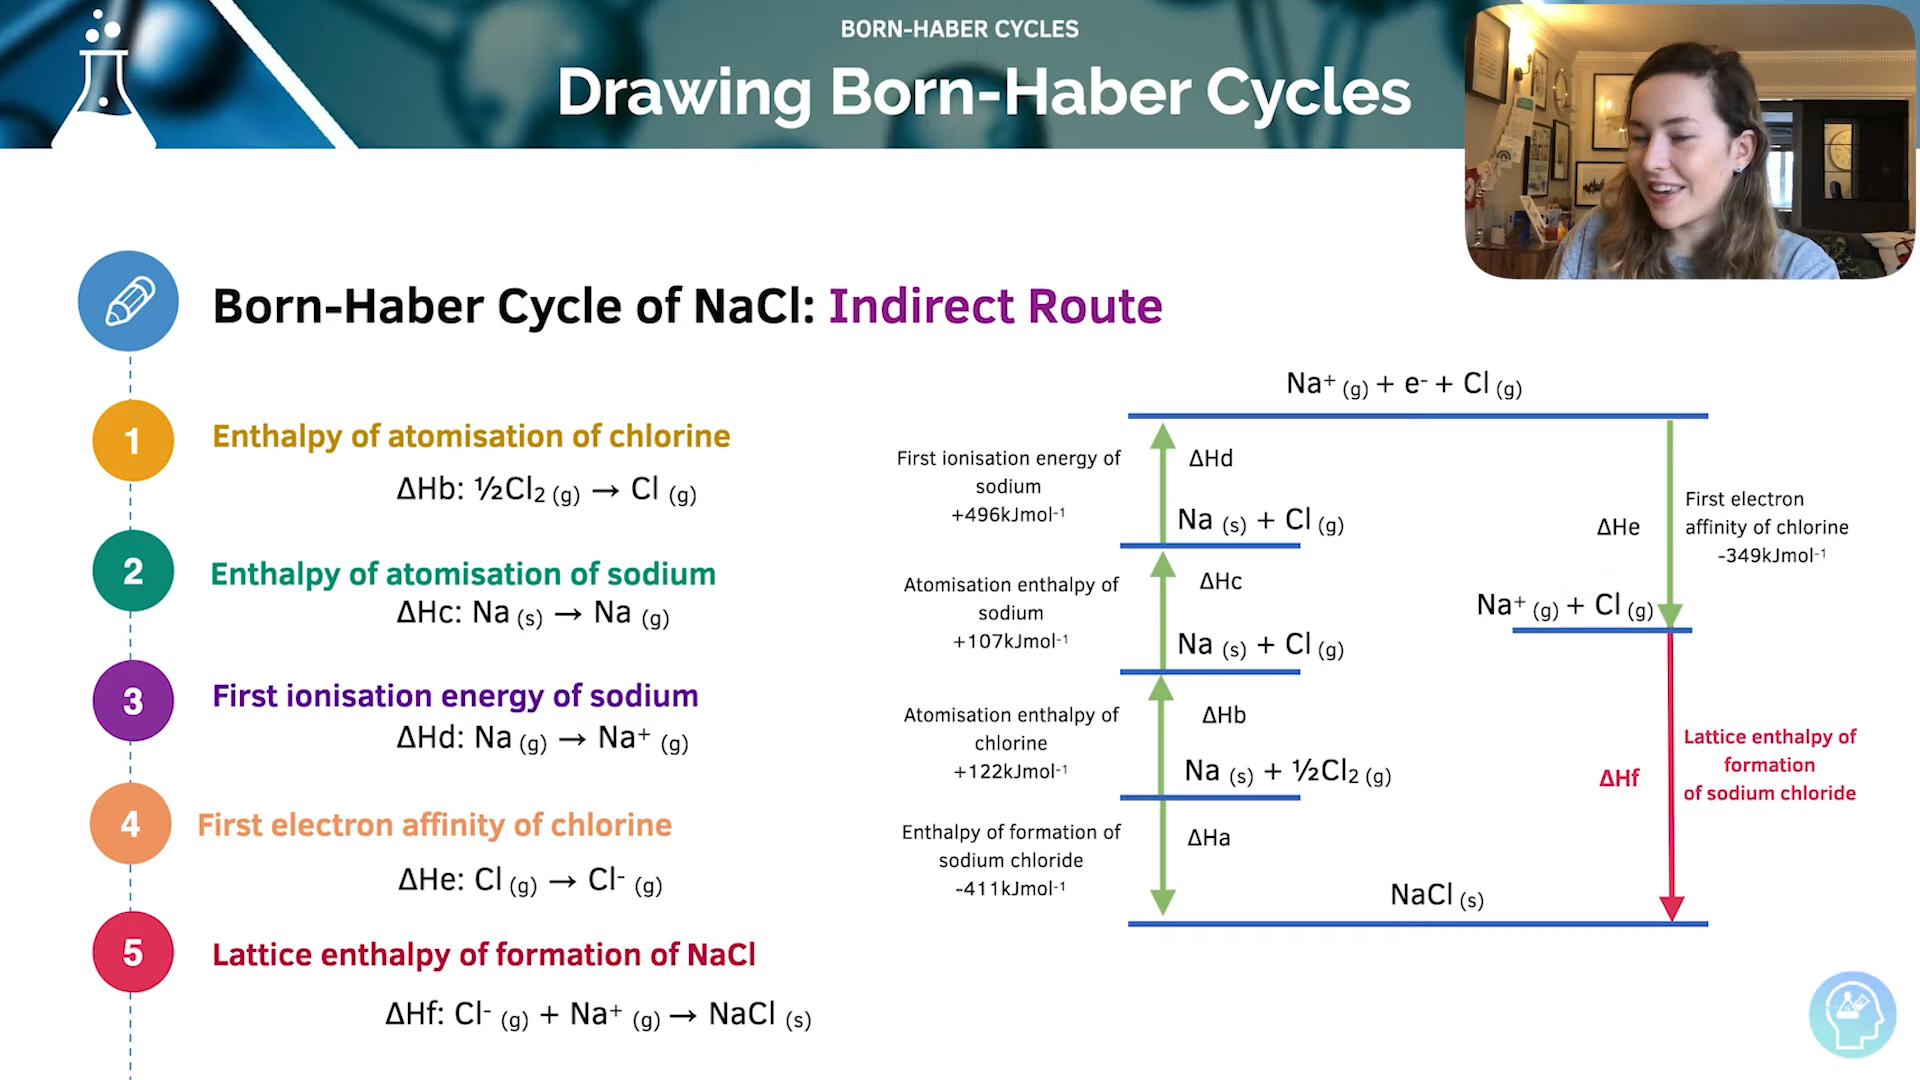 BORN-HABER CYCLES
Drawing Born-Haber Cycles
Born-Haber Cycle of NaCl: Indirect Route
1
Enthalpy of atomisation of chlorine
ΔHb: ½Cl₂ (g) → Cl (g)
2
Enthalpy of atomisation of sodium
ΔHc: Na (s) → Na (g)
3
First ionisation energy of sodium
ΔHd: Na (g) → Na⁺ (g)
4
First electron affinity of chlorine
ΔHe: Cl (g) → Cl⁻ (g)
5
Lattice enthalpy of formation of NaCl
ΔHf: Cl⁻ (g) + Na⁺ (g) → NaCl (s)
Na⁺ (g) + e⁻ + Cl (g)
First ionisation energy of
sodium
+496kJmol⁻¹
ΔHd
Na (s) + Cl (g)
Atomisation enthalpy of
sodium
+107kJmol⁻¹
ΔHc
Na (s) + Cl (g)
Atomisation enthalpy of
chlorine
+122kJmol⁻¹
ΔHb
Na (s) + ½Cl₂ (g)
Enthalpy of formation of
sodium chloride
-411kJmol⁻¹
ΔHa
NaCl (s)
ΔHe
First electron
affinity of chlorine
-349kJmol⁻¹
Na⁺ (g) + Cl (g)
ΔHf
Lattice enthalpy of
formation
of sodium chloride